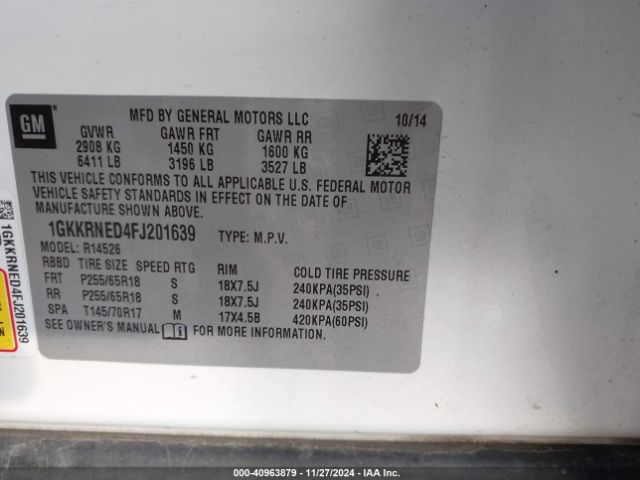 GM
MFD BY GENERAL MOTORS LLC 10/14
GVWR GAWR FRT GAWR RR
2908 KG 1450 KG 1600 KG
6411 LB 3196 LB 3527 LB
THIS VEHICLE CONFORMS TO ALL APPLICABLE U.S. FEDERAL MOTOR
VEHICLE SAFETY STANDARDS IN EFFECT ON THE DATE OF
MANUFACTURE SHOWN ABOVE.
1GKKRNED4FJ201639 TYPE: M.P.V.
MODEL: R14526
RBBD TIRE SIZE SPEED RTG RIM COLD TIRE PRESSURE
FRT P255/65R18 S 18X7.5J 240KPA(35PSI)
RR P255/65R18 S 18X7.5J 240KPA(35PSI)
SPA T145/70R17 M 17X4.5B 420KPA(60PSI)
SEE OWNER'S MANUAL FOR MORE INFORMATION.
1GKKRNED4FJ201639
000-40963879 - 11/27/2024 - IAA Inc.